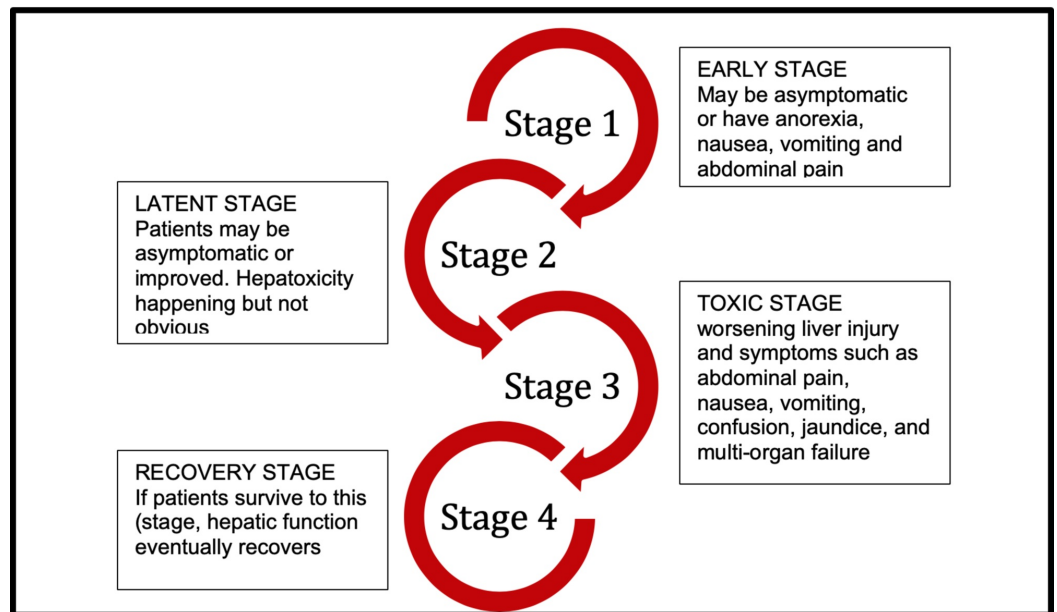 Stage 1
EARLY STAGE
May be asymptomatic
or have anorexia,
nausea, vomiting and
abdominal pain
LATENT STAGE
Patients may be
asymptomatic or
improved. Hepatoxicity
happening but not
obvious
Stage 2
Stage 3
TOXIC STAGE
worsening liver injury
and symptoms such as
abdominal pain,
nausea, vomiting,
confusion, jaundice, and
multi-organ failure
RECOVERY STAGE
If patients survive to this
(stage, hepatic function
eventually recovers
Stage 4